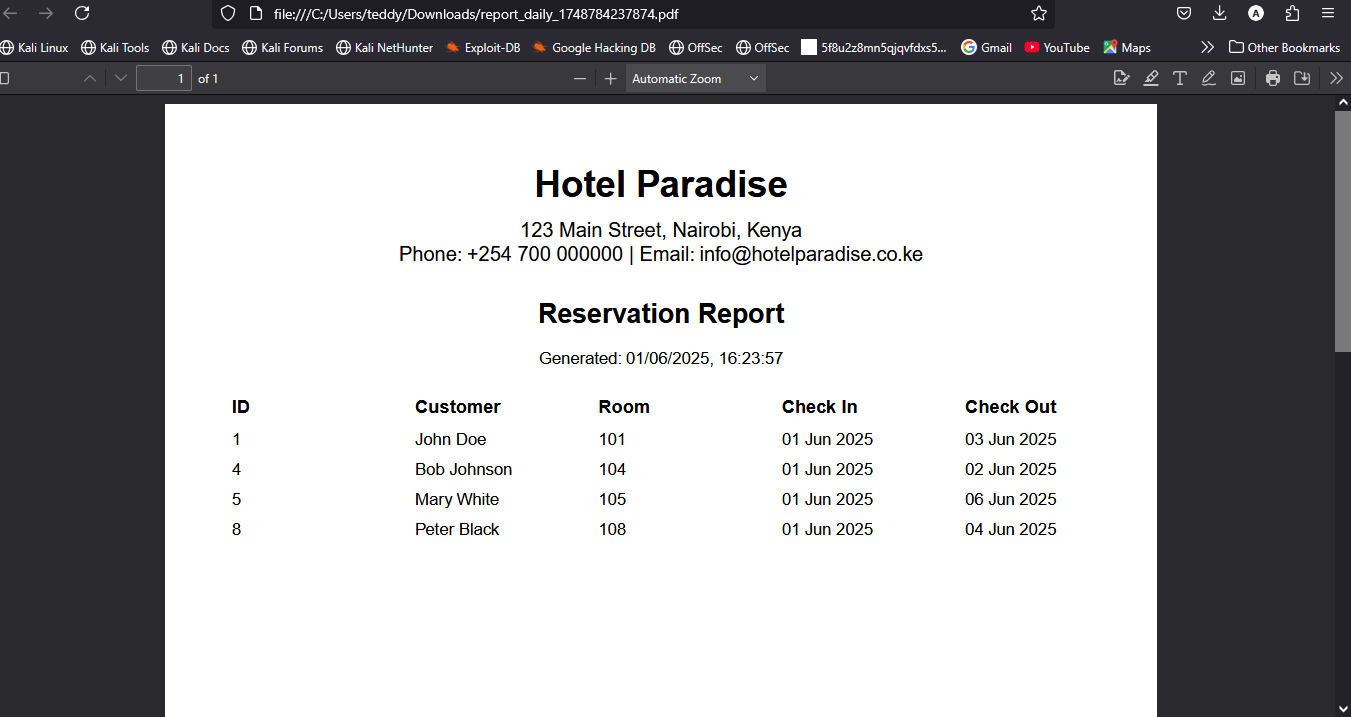 file:///C:/Users/teddy/Downloads/report_daily_1748784237874.pdf
A
Kali Linux Kali Tools Kali Docs Kali Forums Kali NetHunter Exploit-DB Google Hacking DB OffSec OffSec 5f8u2z8mn5qjqvfdxs5... Gmail YouTube Maps Other Bookmarks
1 of 1 Automatic Zoom
Hotel Paradise
123 Main Street, Nairobi, Kenya
Phone: +254 700 000000 | Email: info@hotelparadise.co.ke
Reservation Report
Generated: 01/06/2025, 16:23:57
ID Customer Room Check In Check Out
1 John Doe 101 01 Jun 2025 03 Jun 2025
4 Bob Johnson 104 01 Jun 2025 02 Jun 2025
5 Mary White 105 01 Jun 2025 06 Jun 2025
8 Peter Black 108 01 Jun 2025 04 Jun 2025